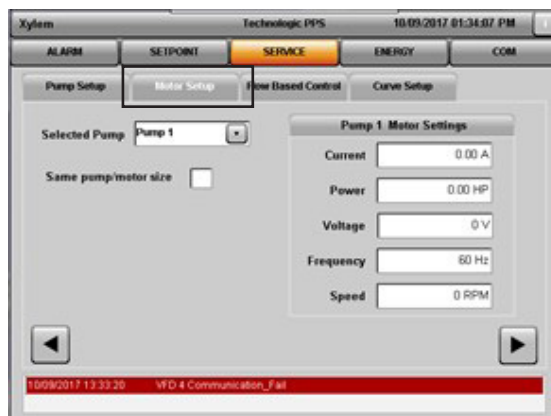 Xylem Technologic PPS 10/09/2017 01:34:07 PM
ALARM SETPOINT SERVICE ENERGY COM
Pump Setup Motor Setup Flow Based Control Curve Setup
Selected Pump Pump 1
Same pump/motor size
Pump 1 Motor Settings
Current 0.00 A
Power 0.00 HP
Voltage 0 V
Frequency 60 Hz
Speed 0 RPM
10/09/2017 13:33:20 VFD 4 Communication_Fail